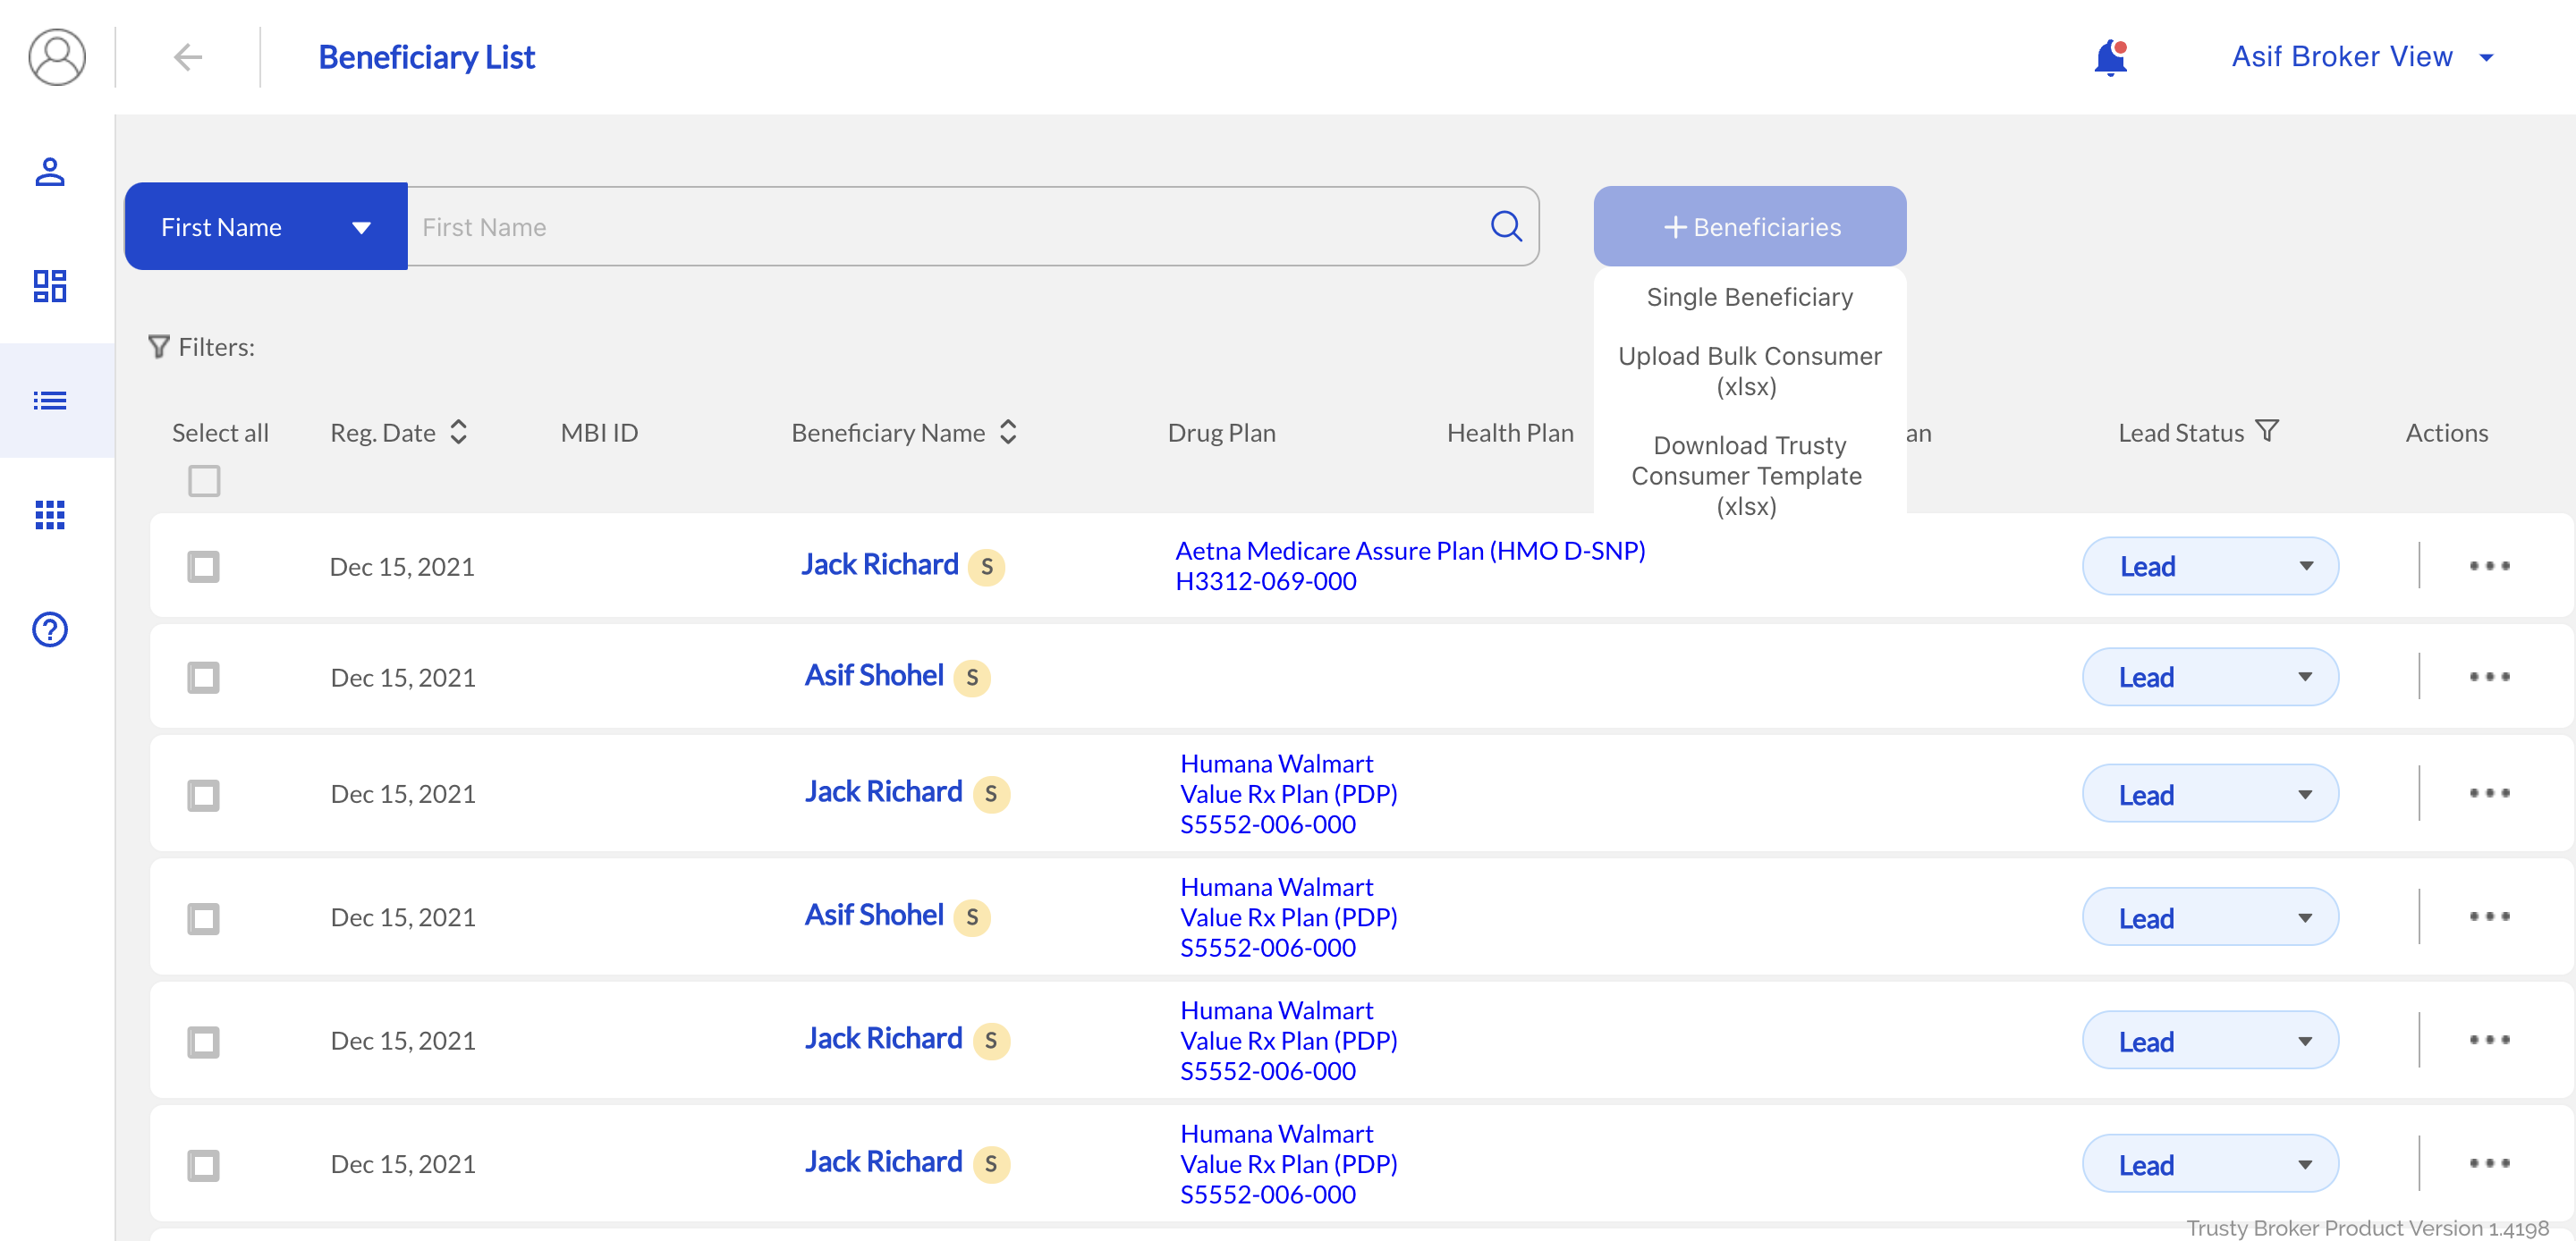 Beneficiary List
Asif Broker View
First Name
First Name
+ Beneficiaries
Single Beneficiary
Upload Bulk Consumer
(xlsx)
Download Trusty
Consumer Template
(xlsx)
Filters:
Select all
Reg. Date
MBI ID
Beneficiary Name
Drug Plan
Health Plan
an
Lead Status
Actions
Dec 15, 2021
Jack Richard S
Aetna Medicare Assure Plan (HMO D-SNP)
H3312-069-000
Lead
Dec 15, 2021
Asif Shohel S
Lead
Dec 15, 2021
Jack Richard S
Humana Walmart
Value Rx Plan (PDP)
S5552-006-000
Lead
Dec 15, 2021
Asif Shohel S
Humana Walmart
Value Rx Plan (PDP)
S5552-006-000
Lead
Dec 15, 2021
Jack Richard S
Humana Walmart
Value Rx Plan (PDP)
S5552-006-000
Lead
Dec 15, 2021
Jack Richard S
Humana Walmart
Value Rx Plan (PDP)
S5552-006-000
Lead
Trusty Broker Product Version 1.4198